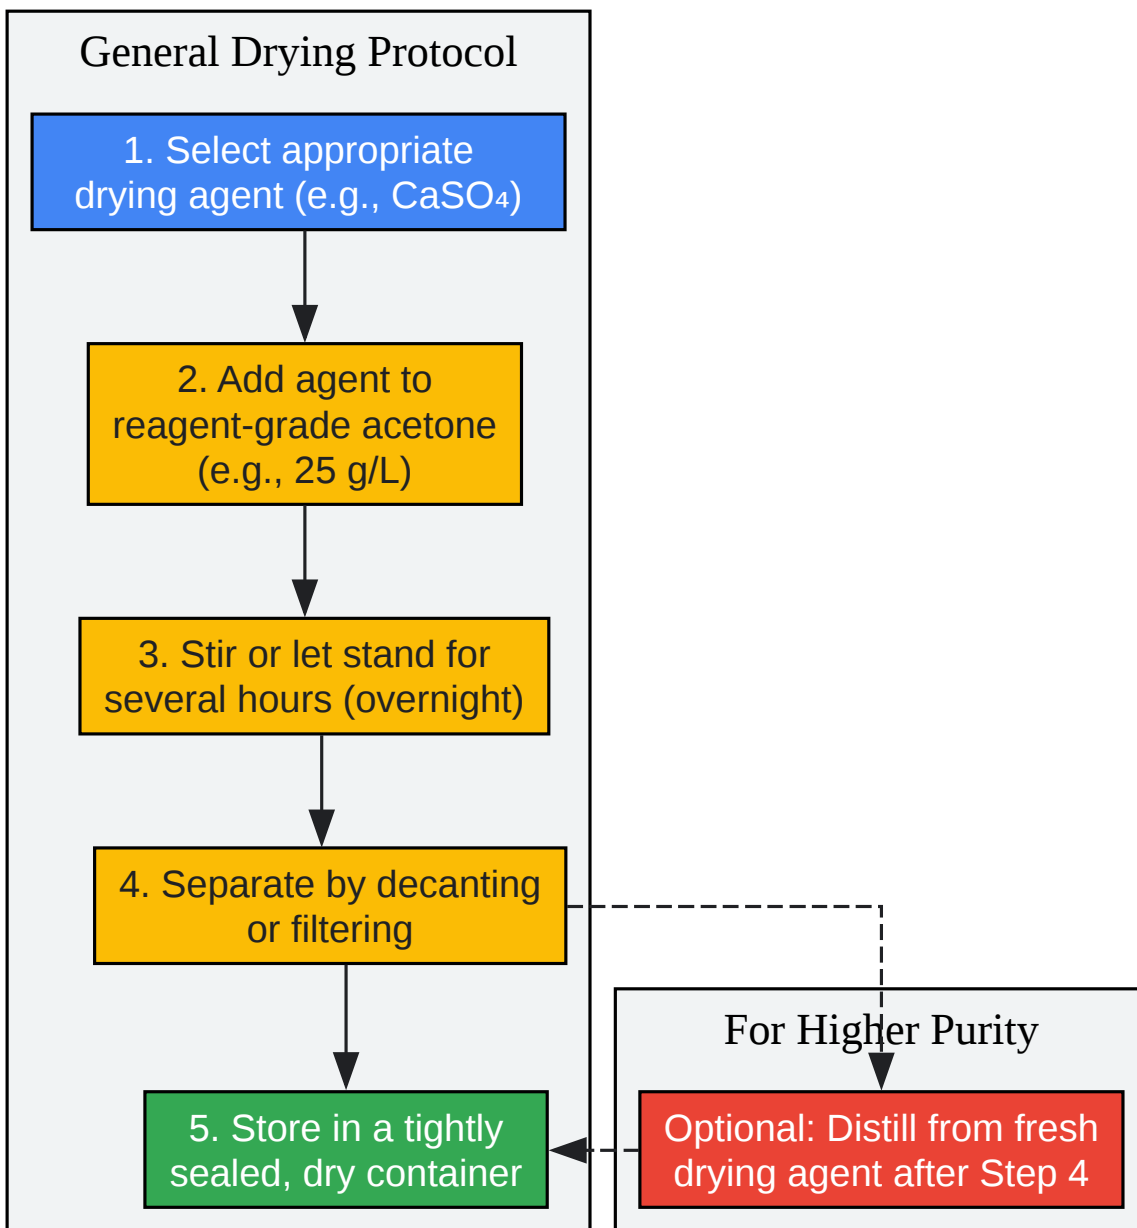 General Drying Protocol
1. Select appropriate
drying agent (e.g., CaSO₄)
2. Add agent to
reagent-grade acetone
(e.g., 25 g/L)
3. Stir or let stand for
several hours (overnight)
4. Separate by decanting
or filtering
For Higher Purity
5. Store in a tightly
sealed, dry container
Optional: Distill from fresh
drying agent after Step 4